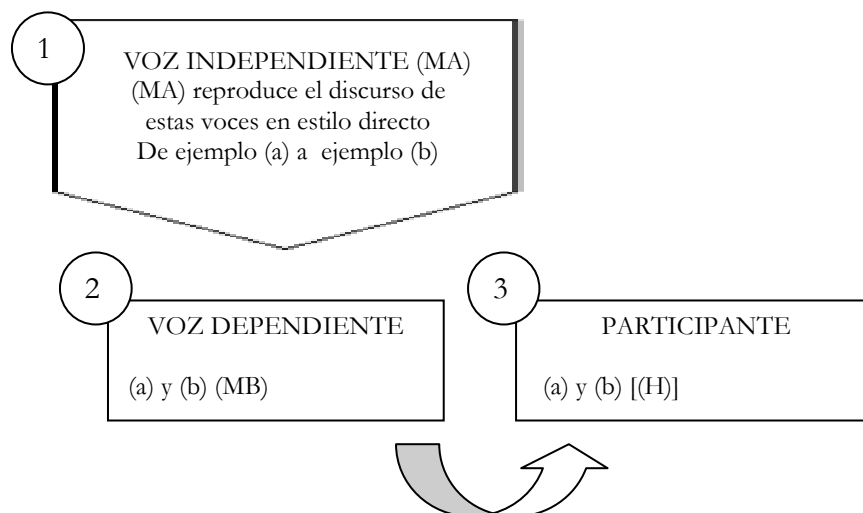 1
VOZ INDEPENDIENTE (MA)
(MA) reproduce el discurso de
estas voces en estilo directo
De ejemplo (a) a ejemplo (b)
2
VOZ DEPENDIENTE
(a) y (b) (MB)
3
PARTICIPANTE
(a) y (b) [(H)]